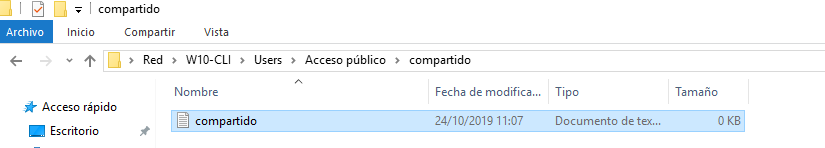 compartido
Archivo Inicio Compartir Vista
Red > W10-CLI > Users > Acceso público > compartido
Nombre Fecha de modifica... Tipo Tamaño
Acceso rápido
compartido 24/10/2019 11:07 Documento de tex... 0 KB
Escritorio